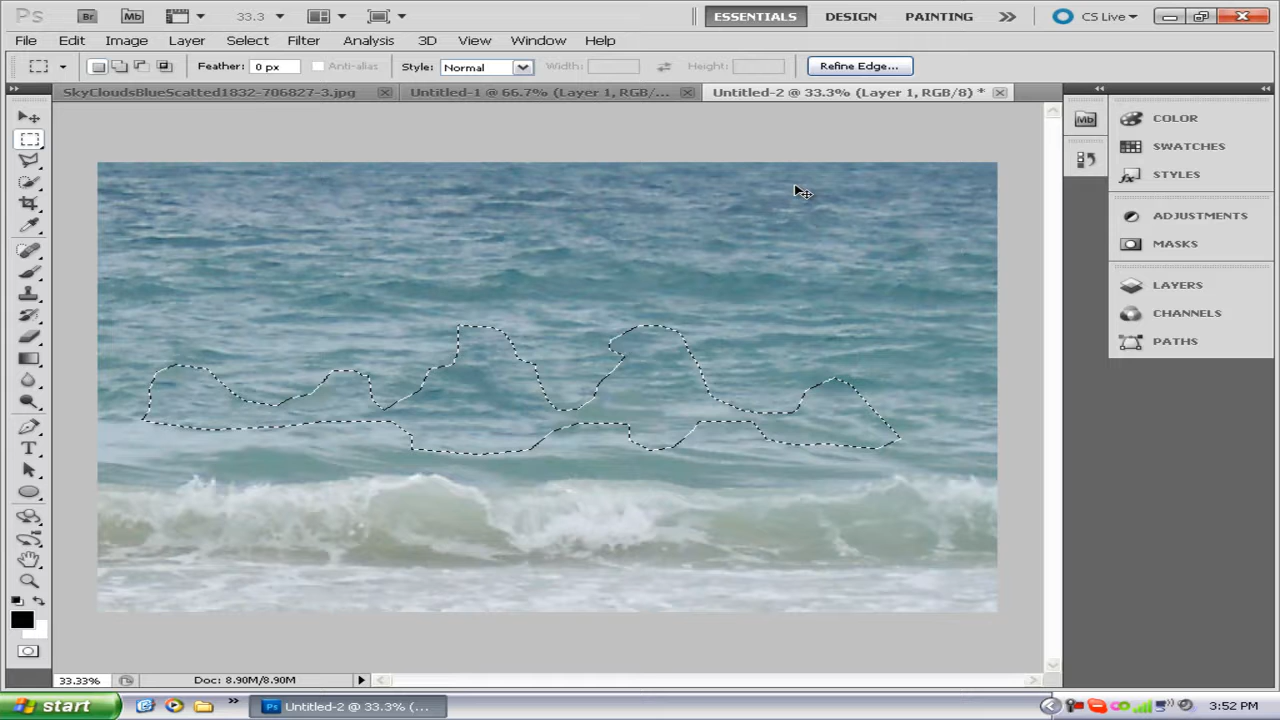 Ps Br Mb 33.3 ESSENTIALS DESIGN PAINTING CS Live
File Edit Image Layer Select Filter Analysis 3D View Window Help
Feather: 0 px Anti-alias Style: Normal Width: Height: Refine Edge...
SkyCloudsBlueScatted1832-706827-3.jpg Untitled-1 @ 66.7% (Layer 1, RGB/... Untitled-2 @ 33.3% (Layer 1, RGB/8) *
Mb COLOR
SWATCHES
STYLES
ADJUSTMENTS
MASKS
LAYERS
CHANNELS
PATHS
33.33% Doc: 8.90M/8.90M
start Ps Untitled-2 @ 33.3% (... 3:52 PM